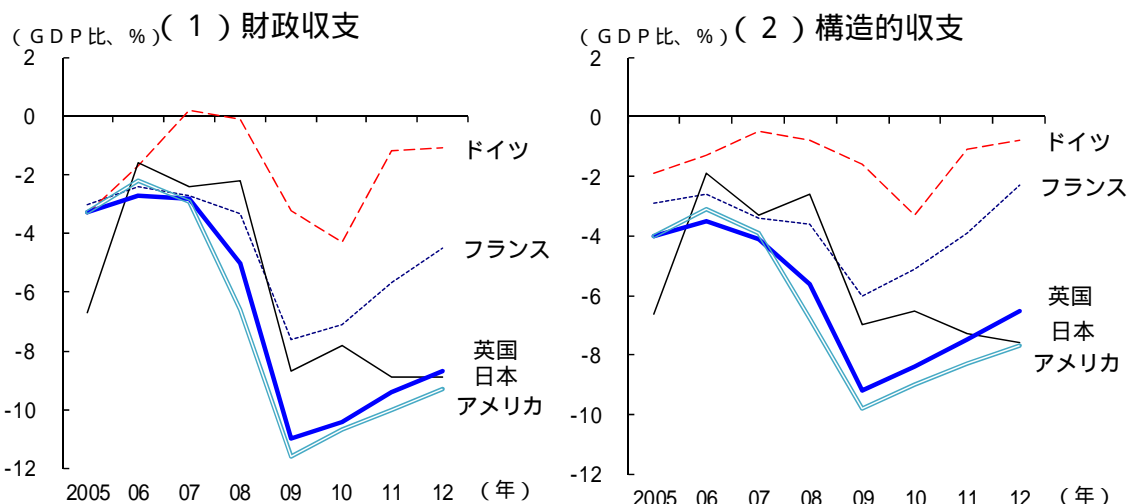 (GDP比、%)(1)財政収支
2
0
-2
-4
-6
-8
-10
-12
2005 06 07 08 09 10 11 12 (年)
ドイツ
フランス
英国
日本
アメリカ
(GDP比、%)(2)構造的収支
2
0
-2
-4
-6
-8
-10
-12
2005 06 07 08 09 10 11 12 (年)
ドイツ
フランス
英国
日本
アメリカ